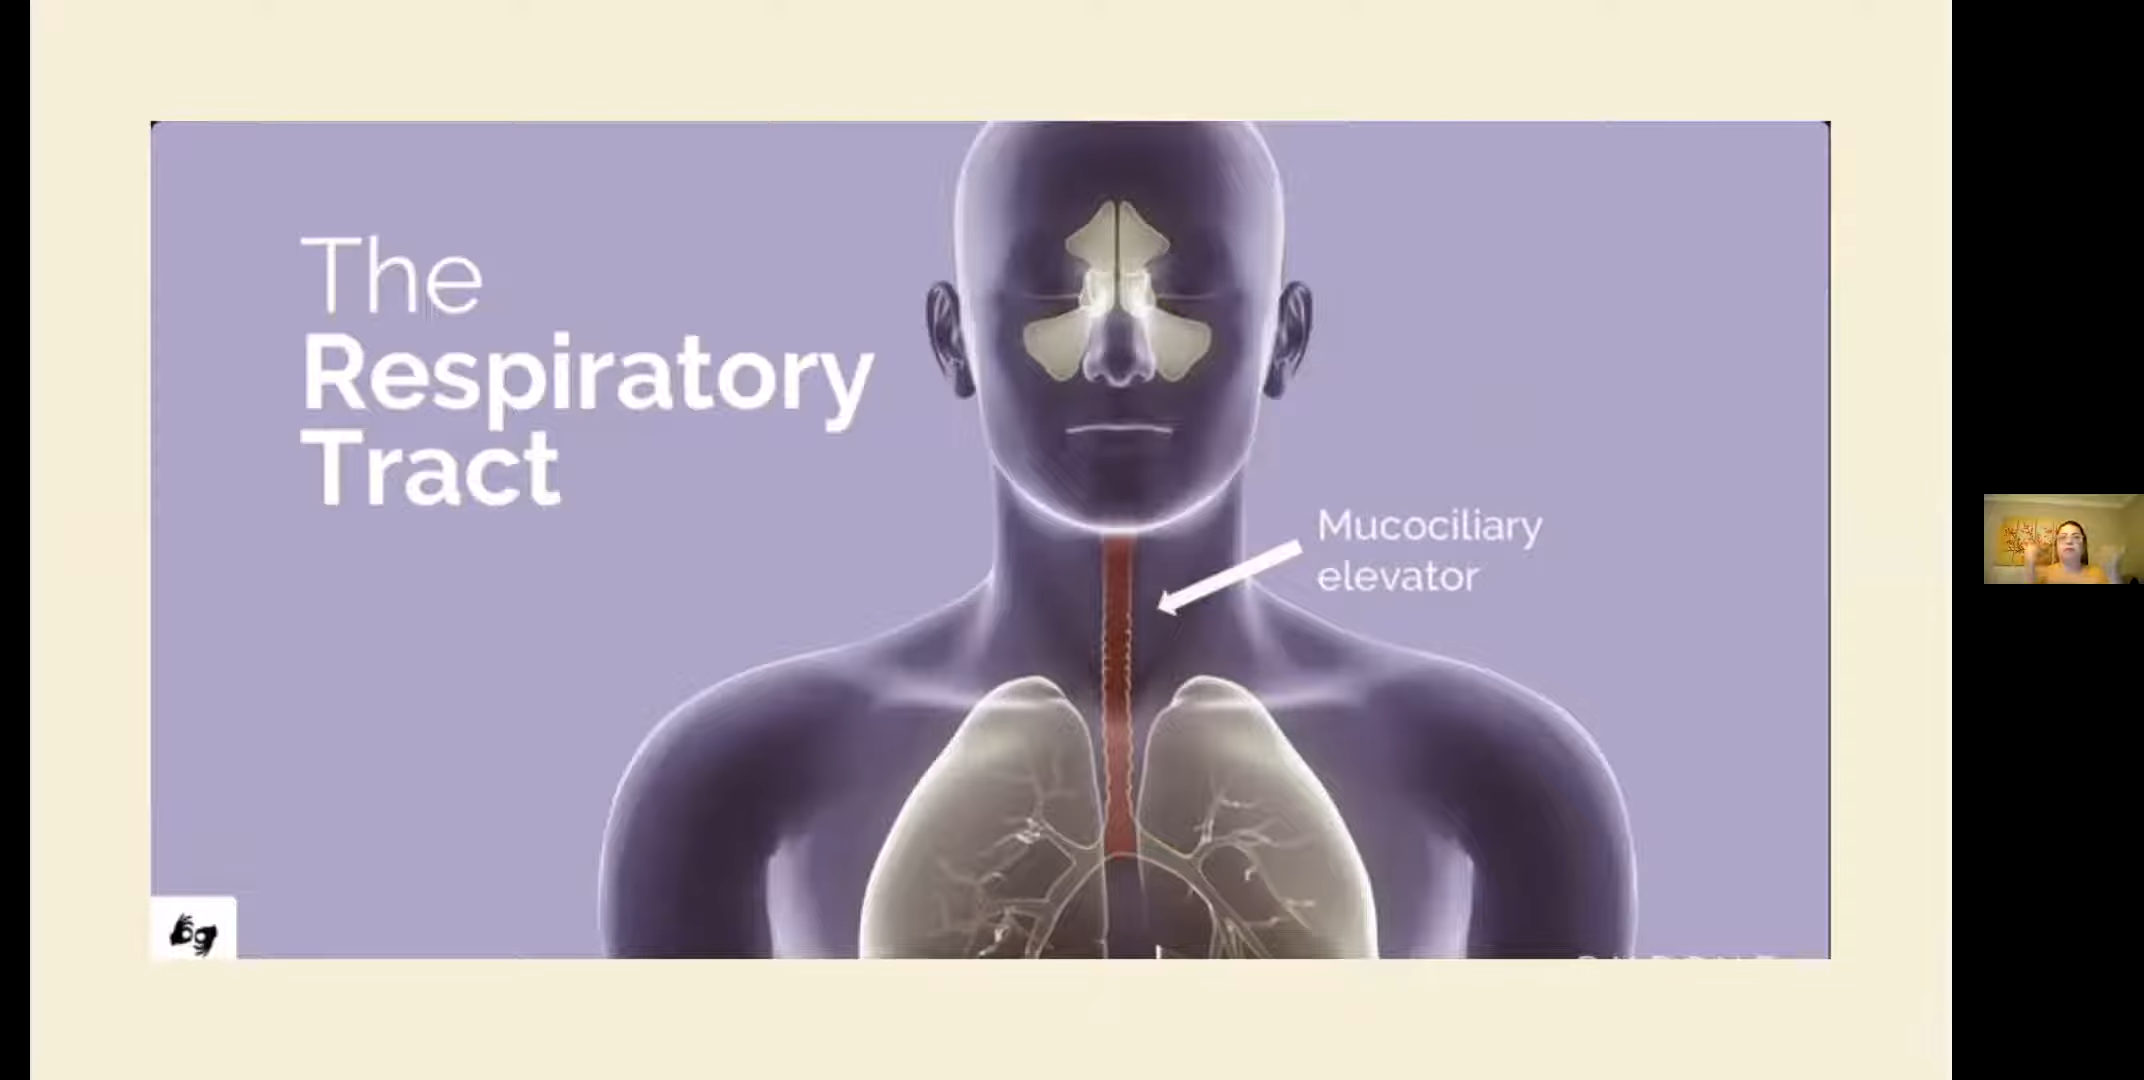 The
Respiratory
Tract
Mucociliary
elevator